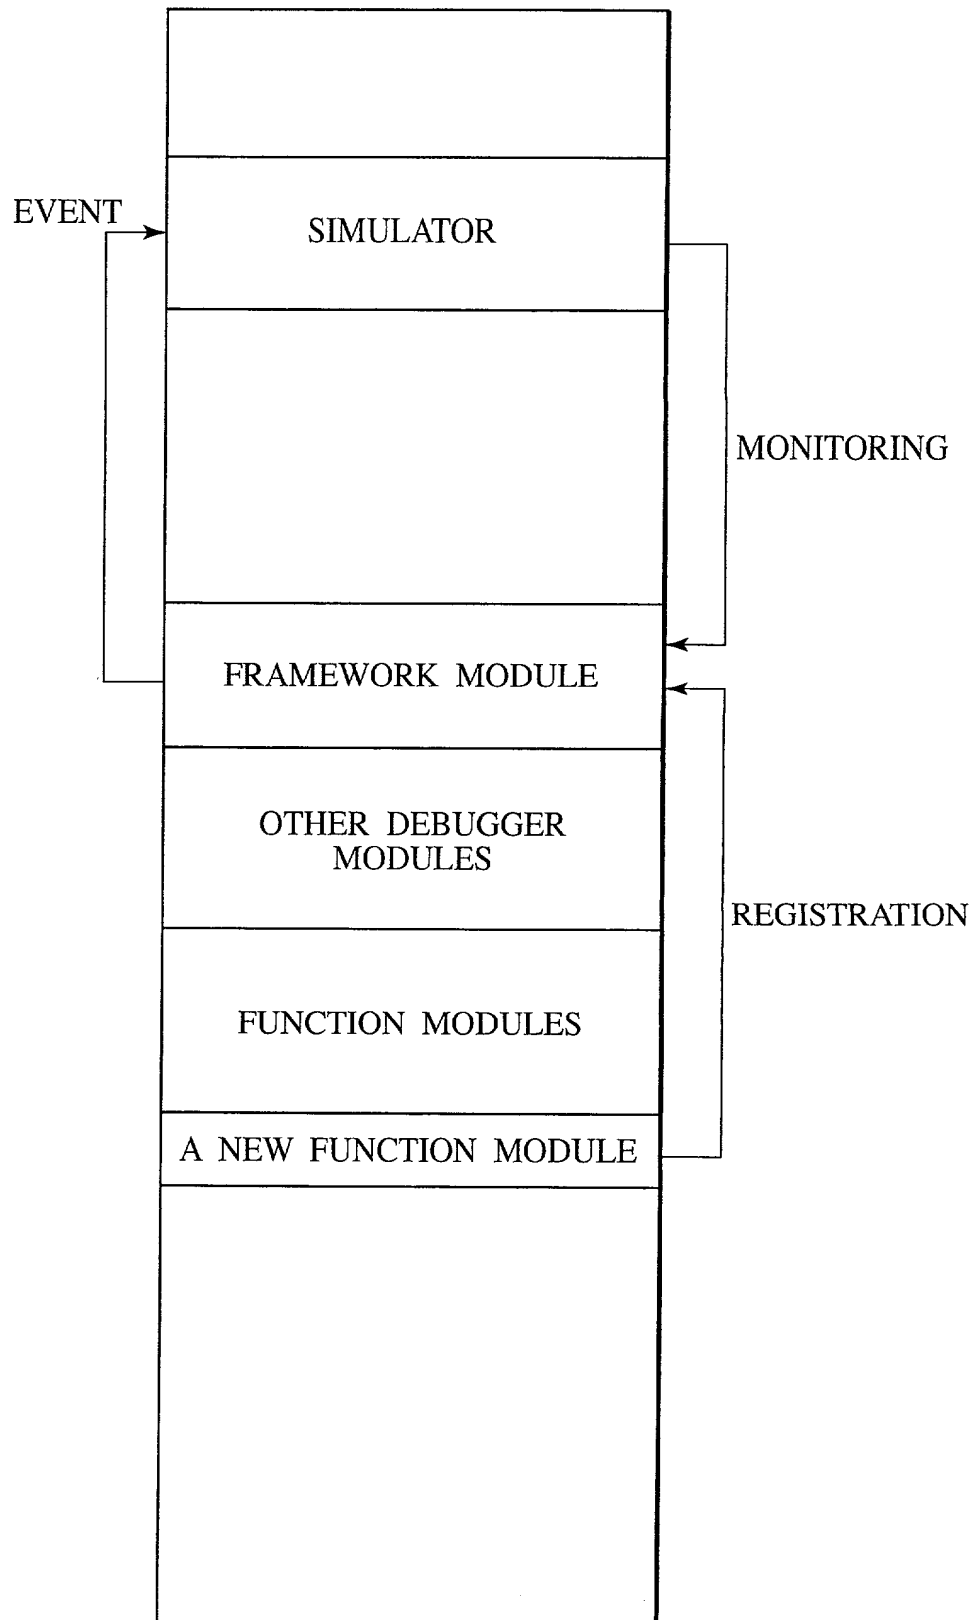 EVENT
SIMULATOR
MONITORING
FRAMEWORK MODULE
OTHER DEBUGGER
MODULES
REGISTRATION
FUNCTION MODULES
A NEW FUNCTION MODULE